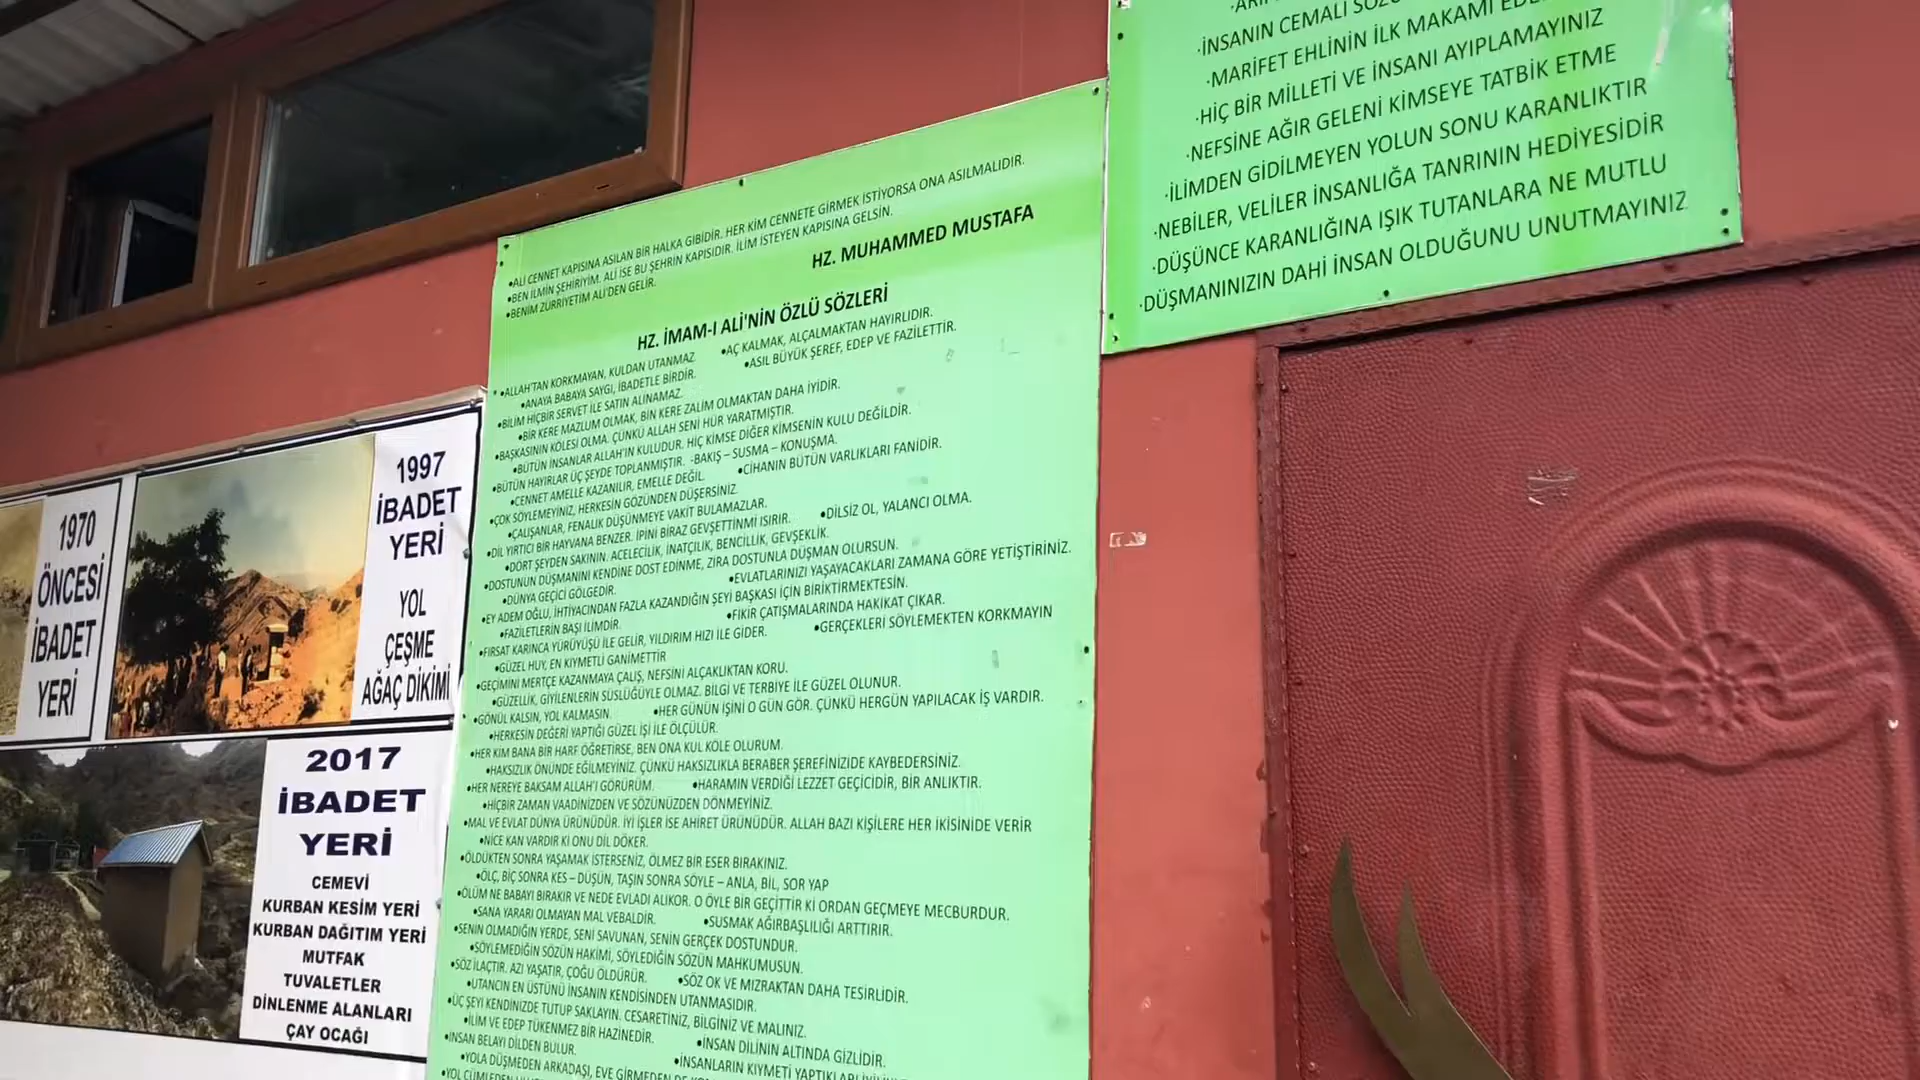 1970
ÖNCESİ
İBADET
YERİ
1997
İBADET
YERİ
YOL
ÇEŞME
AĞAÇ DİKİMİ
2017
İBADET
YERİ
CEMEVİ
KURBAN KESİM YERİ
KURBAN DAĞITIM YERİ
MUTFAK
TUVALETLER
DİNLENME ALANLARI
ÇAY OCAĞI
•ALİ CENNET KAPISINA ASILAN BİR HALKA GİBİDİR. HER KİM CENNETE GİRMEK İSTİYORSA ONA ASILMALIDIR.
•BEN İLMİN ŞEHİRİYİM. ALİ İSE BU ŞEHRİN KAPISIDIR. İLİM İSTEYEN KAPISINA GELSİN.
•BENİM ZÜRRİYETİM ALİ'DEN GELİR.
HZ. MUHAMMED MUSTAFA
HZ. İMAM-I ALİ'NİN ÖZLÜ SÖZLERİ
•ALLAH'TAN KORKMAYAN, KULDAN UTANMAZ. •AÇ KALMAK, ALÇALMAKTAN HAYIRLIDIR.
•ANAYA BABAYA SAYGI, İBADETLE BİRDİR. •ASIL BÜYÜK ŞEREF, EDEP VE FAZİLETTİR.
•BİLİM HİÇBİR SERVET İLE SATIN ALINAMAZ.
•BİR KERE MAZLUM OLMAK, BİN KERE ZALİM OLMAKTAN DAHA İYİDİR.
•BAŞKASININ KÖLESİ OLMA. ÇÜNKÜ ALLAH SENİ HÜR YARATMIŞTIR.
•BÜTÜN İNSANLAR ALLAH'IN KULUDUR. HİÇ KİMSE DİĞER KİMSENİN KULU DEĞİLDİR.
•BÜTÜN HAYIRLAR ÜÇ ŞEYDE TOPLANMIŞTIR. -BAKIŞ – SUSMA – KONUŞMA.
•CENNET AMELLE KAZANILIR, EMELLE DEĞİL. •CİHANIN BÜTÜN VARLIKLARI FANİDİR.
•ÇOK SÖYLEMEYİNİZ, HERKESİN GÖZÜNDEN DÜŞERSİNİZ.
•ÇALIŞANLAR, FENALIK DÜŞÜNMEYE VAKİT BULAMAZLAR.
•DİL YIRTICI BİR HAYVANA BENZER. İPİNİ BİRAZ GEVŞETTİNMİ ISIRIR. •DİLSİZ OL, YALANCI OLMA.
•DÖRT ŞEYDEN SAKININ. ACELECİLİK, İNATÇILIK, BENCİLLİK, GEVŞEKLİK.
•DOSTUNUN DÜŞMANINI KENDİNE DOST EDİNME, ZİRA DOSTUNLA DÜŞMAN OLURSUN.
•DÜNYA GEÇİCİ GÖLGEDİR. •EVLATLARINIZI YAŞAYACAKLARI ZAMANA GÖRE YETİŞTİRİNİZ.
•EY ADEM OĞLU, İHTİYACINDAN FAZLA KAZANDIĞIN ŞEYİ BAŞKASI İÇİN BİRİKTİRMEKTESİN.
•FAZİLETLERİN BAŞI İLİMDİR. •FİKİR ÇATIŞMALARINDA HAKİKAT ÇIKAR.
•FIRSAT KARINCA YÜRÜYÜŞÜ İLE GELİR, YILDIRIM HIZI İLE GİDER. •GERÇEKLERİ SÖYLEMEKTEN KORKMAYIN
•GÜZEL HUY, EN KIYMETLİ GANİMETTİR
•GEÇİMİNİ MERTÇE KAZANMAYA ÇALIŞ, NEFSİNİ ALÇAKLIKTAN KORU.
•GÜZELLİK, GİYİLENLERİN SÜSLÜĞÜYLE OLMAZ. BİLGİ VE TERBİYE İLE GÜZEL OLUNUR.
•GÖNÜL KALSIN, YOL KALMASIN. •HER GÜNÜN İŞİNİ O GÜN GÖR. ÇÜNKÜ HERGÜN YAPILACAK İŞ VARDIR.
•HERKESİN DEĞERİ YAPTIĞI GÜZEL İŞİ İLE ÖLÇÜLÜR.
•HER KİM BANA BİR HARF ÖĞRETİRSE, BEN ONA KUL KÖLE OLURUM.
•HAKSIZLIK ÖNÜNDE EĞİLMEYİNİZ. ÇÜNKÜ HAKSIZLIKLA BERABER ŞEREFİNİZİDE KAYBEDERSİNİZ.
•HER NEREYE BAKSAM ALLAH'I GÖRÜRÜM. •HARAMIN VERDİĞİ LEZZET GEÇİCİDİR, BİR ANLIKTIR.
•HİÇBİR ZAMAN VAADİNİZDEN VE SÖZÜNÜZDEN DÖNMEYİNİZ.
•MAL VE EVLAT DÜNYA ÜRÜNÜDÜR. İYİ İŞLER İSE AHİRET ÜRÜNÜDÜR. ALLAH BAZI KİŞİLERE HER İKİSİNİDE VERİR
•NİCE KAN VARDIR Kİ ONU DİL DÖKER.
•ÖLDÜKTEN SONRA YAŞAMAK İSTERSENİZ, ÖLMEZ BİR ESER BIRAKINIZ.
•ÖLÇ, BİÇ SONRA KES – DÜŞÜN, TAŞIN SONRA SÖYLE – ANLA, BİL, SOR YAP
•ÖLÜM NE BABAYI BIRAKIR VE NEDE EVLADI ALIKOR. O ÖYLE BİR GEÇİTTİR Kİ ORDAN GEÇMEYE MECBURDUR.
•SANA YARARI OLMAYAN MAL VEBALDİR. •SUSMAK AĞIRBAŞLILIĞI ARTTIRIR.
•SENİN OLMADIĞIN YERDE, SENİ SAVUNAN, SENİN GERÇEK DOSTUNDUR.
•SÖYLEMEDİĞİN SÖZÜN HAKİMİ, SÖYLEDİĞİN SÖZÜN MAHKUMUSUN.
•SÖZ İLAÇTIR. AZI YAŞATIR, ÇOĞU ÖLDÜRÜR. •SÖZ OK VE MIZRAKTAN DAHA TESİRLİDİR.
•UTANCIN EN ÜSTÜNÜ İNSANIN KENDİSİNDEN UTANMASIDIR.
•ÜÇ ŞEYİ KENDİNİZDE TUTUP SAKLAYIN. CESARETİNİZ, BİLGİNİZ VE MALINIZ.
•İLİM VE EDEP TÜKENMEZ BİR HAZİNEDİR. •İNSAN DİLİNİN ALTINDA GİZLİDİR.
•İNSAN BELAYI DİLDEN BULUR. •İNSANLARIN KIYMETİ
•YOLA DÜŞMEDEN ARKADAŞI, EVE GİRMEDEN
·İNSANIN CEMALİ
·MARİFET EHLİNİN İLK MAKAMI
·HİÇ BİR MİLLETİ VE İNSANI AYIPLAMAYINIZ
·NEFSİNE AĞIR GELENİ KİMSEYE TATBİK ETME
·İLİMDEN GİDİLMEYEN YOLUN SONU KARANLIKTIR
·NEBİLER, VELİLER İNSANLIĞA TANRININ HEDİYESİDİR
·DÜŞÜNCE KARANLIĞINA IŞIK TUTANLARA NE MUTLU
·DÜŞMANINIZIN DAHİ İNSAN OLDUĞUNU UNUTMAYINIZ